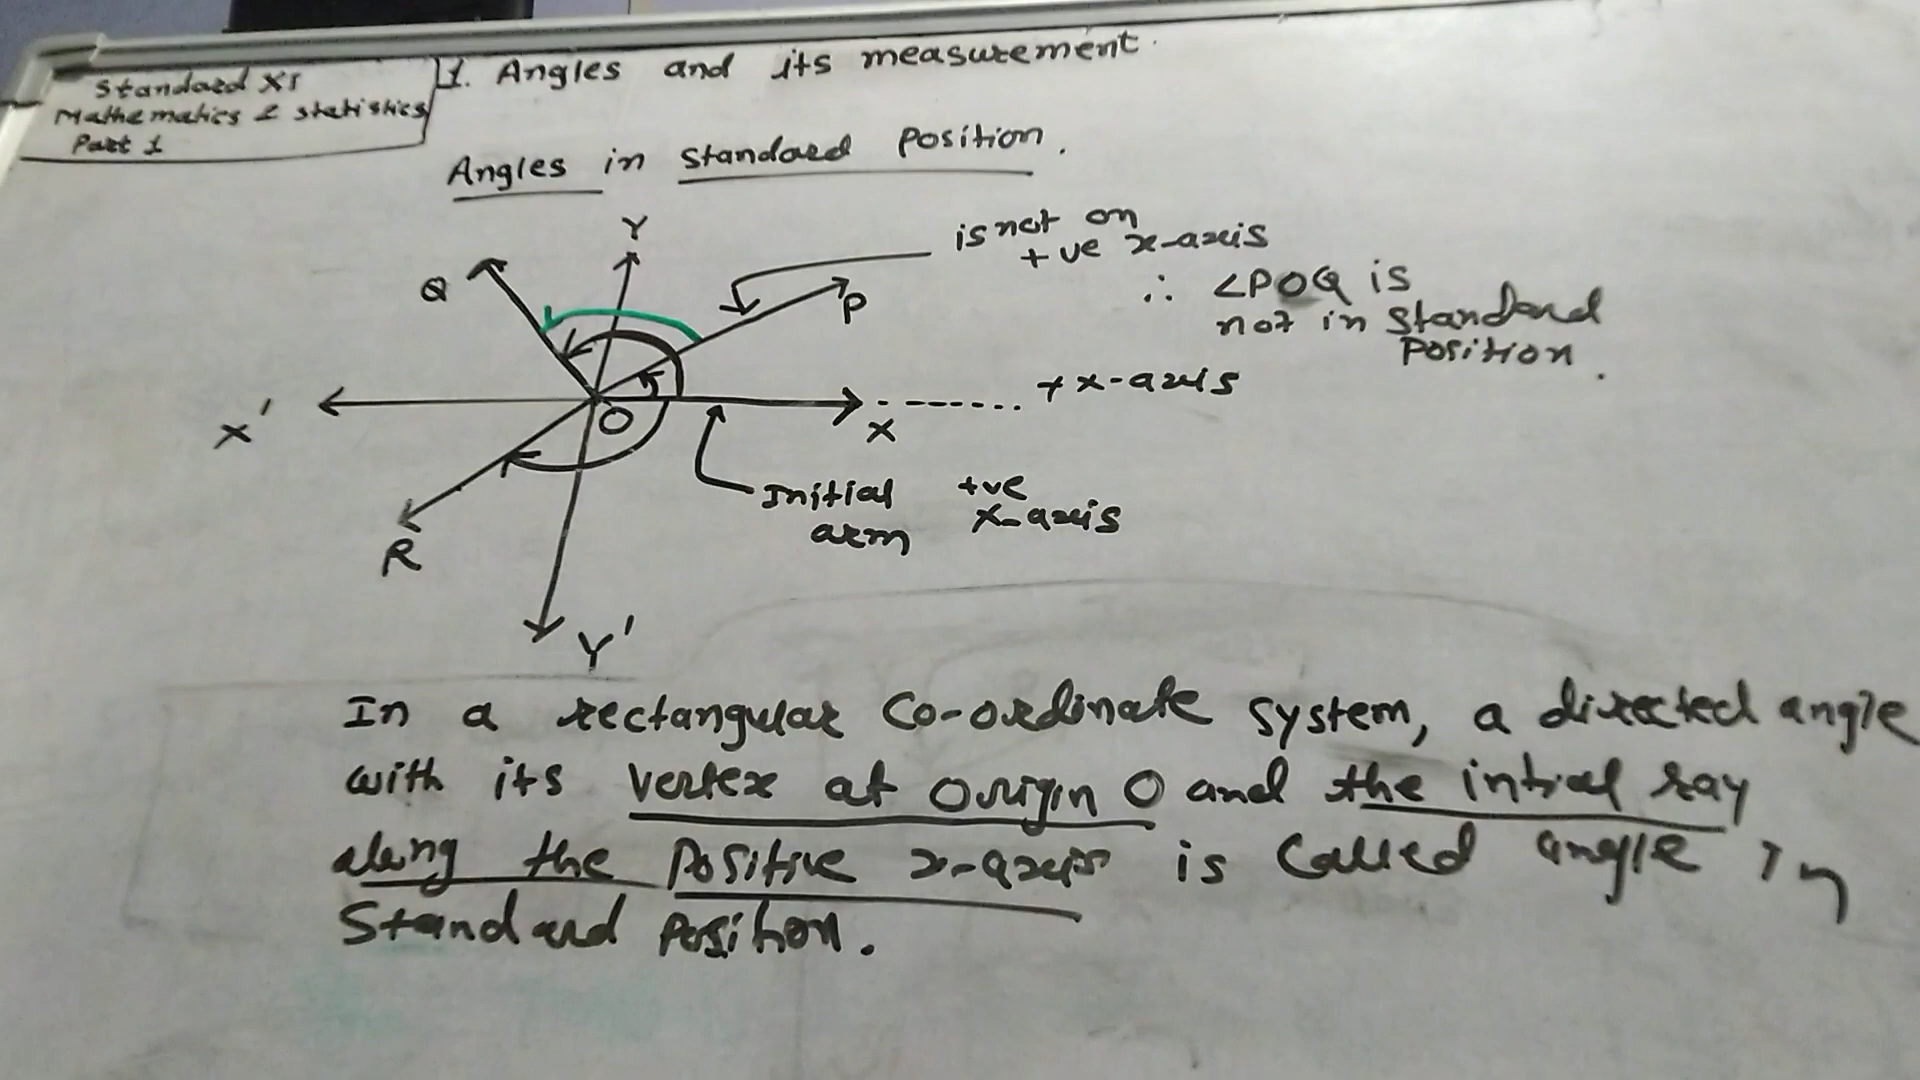 Standard XI
Mathematics & statistics
Part 1
1. Angles and its measurement.
Angles in standard position.
Y
is not on
+ve x-axis
Q
P
∴ ∠POQ is
not in standard
position.
+ x-axis
X'
O
X
Initial +ve
arm x-axis
R
Y'
In a rectangular Co-ordinate system, a directed angle
with its vertex at origin O and the intial ray
along the Positive x-axis is called angle in
Standard Position.